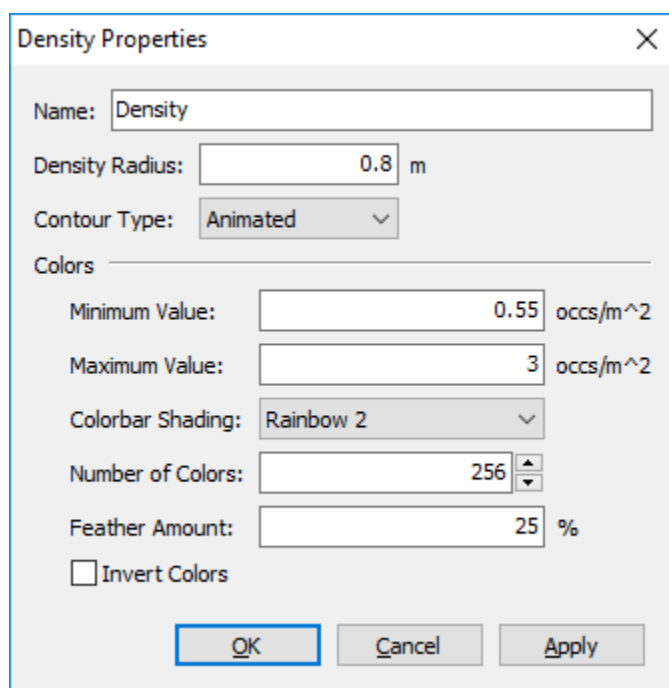 Density Properties
Name: Density
Density Radius: 0.8 m
Contour Type: Animated
Colors
Minimum Value: 0.55 occs/m^2
Maximum Value: 3 occs/m^2
Colorbar Shading: Rainbow 2
Number of Colors: 256
Feather Amount: 25 %
Invert Colors
OK Cancel Apply